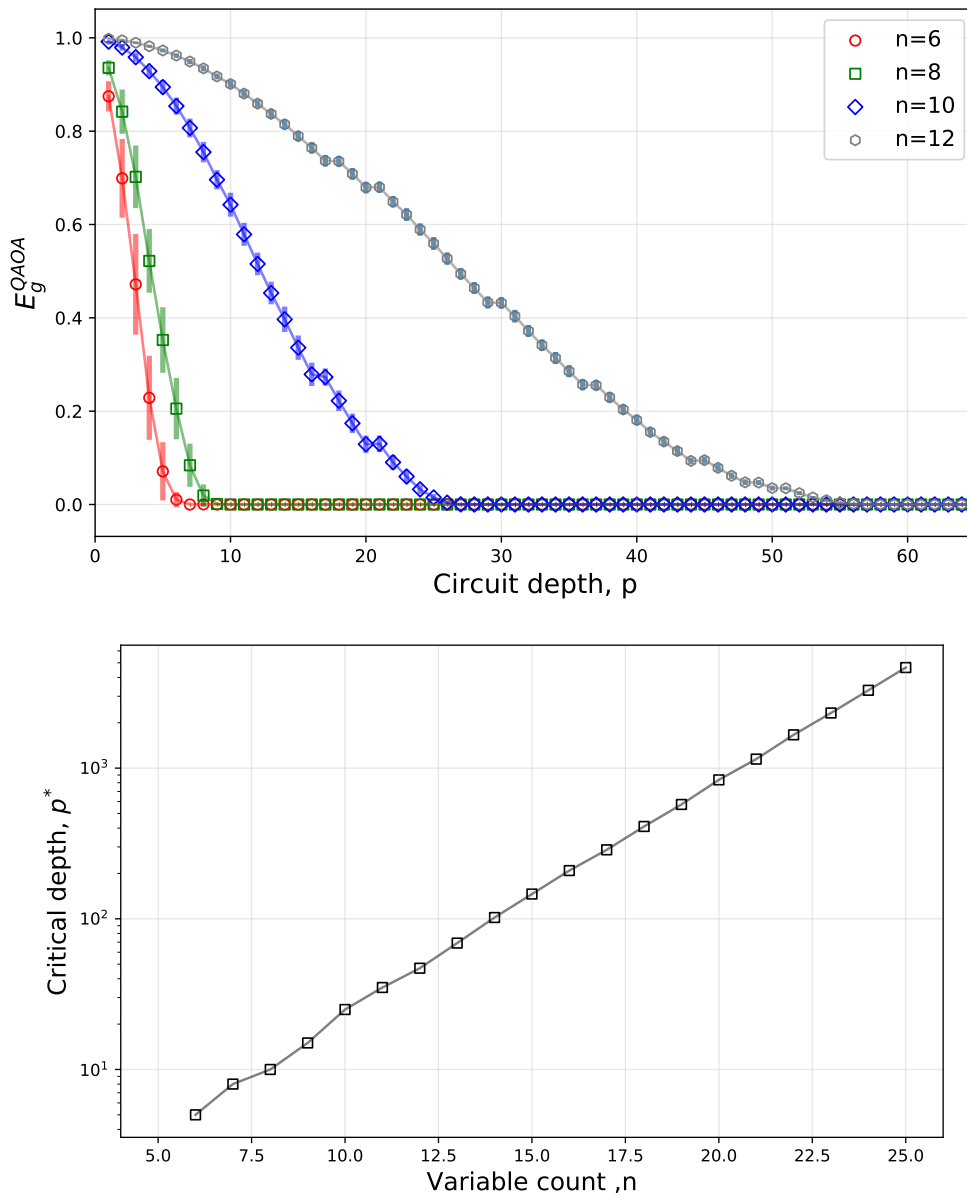 1.0
0.8
0.6
0.4
0.2
0.0
E_g^{QAOA}
n=6
n=8
n=10
n=12
0 10 20 30 40 50 60
Circuit depth, p
10^3
10^2
10^1
Critical depth, p^*
5.0 7.5 10.0 12.5 15.0 17.5 20.0 22.5 25.0
Variable count ,n